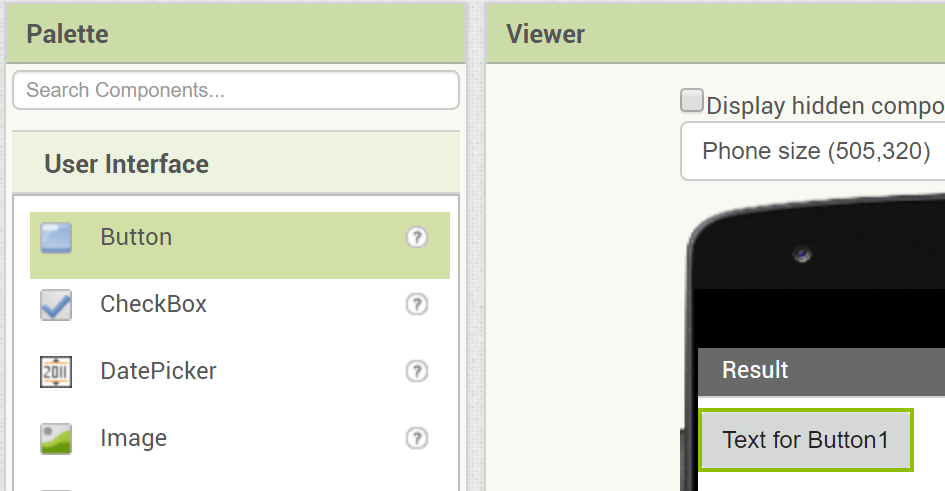 Palette
Search Components...
User Interface
Button
?
CheckBox
?
2011
DatePicker
?
Image
?
Viewer
Display hidden compo
Phone size (505,320)
Result
Text for Button1